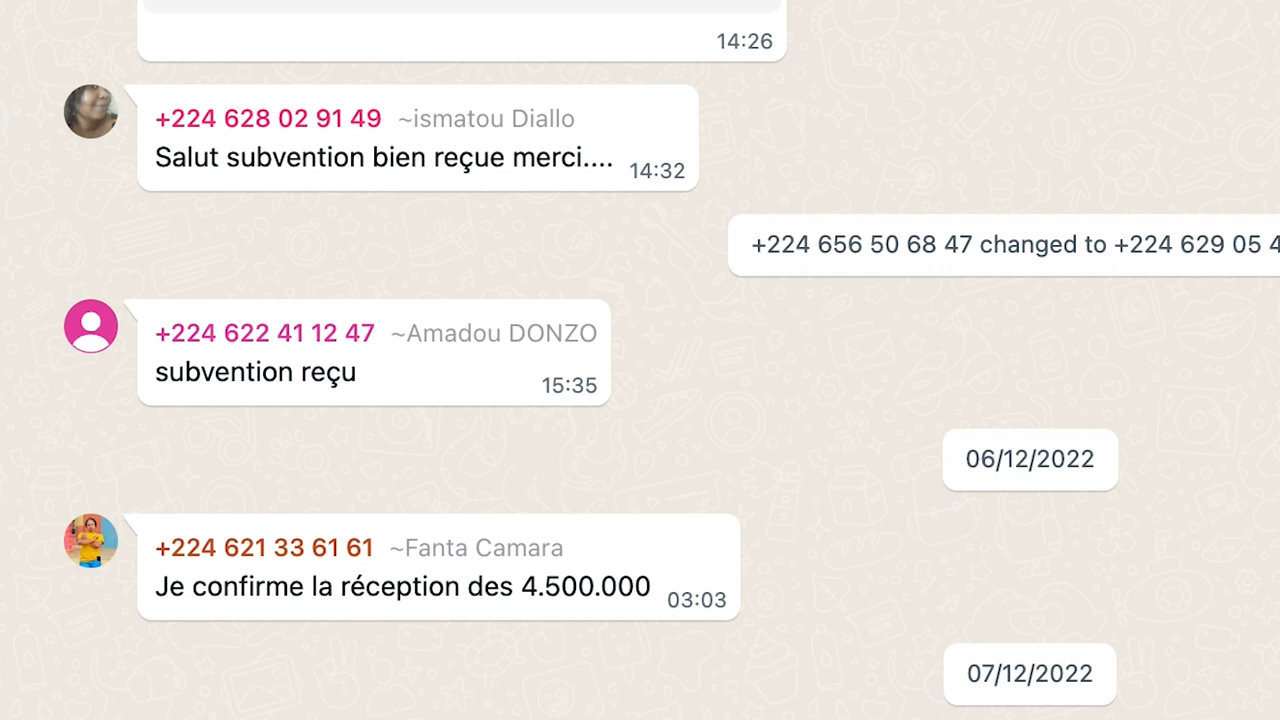 14:26
+224 628 02 91 49 ~ismatou Diallo
Salut subvention bien reçue merci.... 14:32
+224 656 50 68 47 changed to +224 629 05 4
+224 622 41 12 47 ~Amadou DONZO
subvention reçu 15:35
06/12/2022
+224 621 33 61 61 ~Fanta Camara
Je confirme la réception des 4.500.000 03:03
07/12/2022